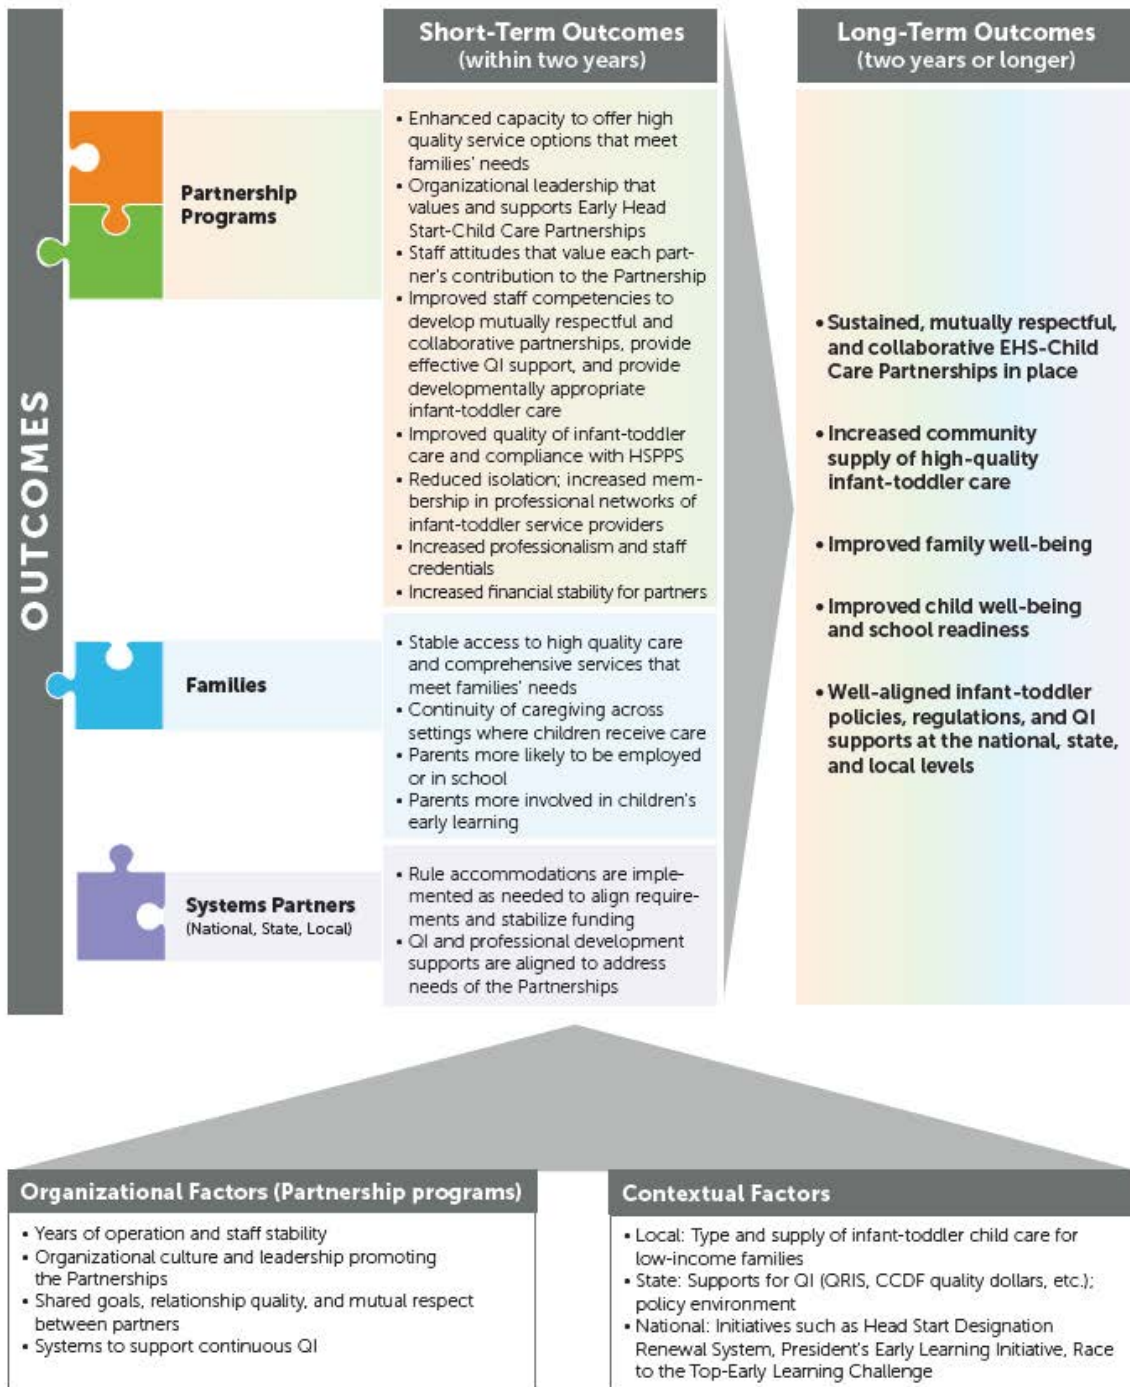 OUTCOMES
Short-Term Outcomes
(within two years)
Long-Term Outcomes
(two years or longer)
Partnership
Programs
• Enhanced capacity to offer high
quality service options that meet
families' needs
• Organizational leadership that
values and supports Early Head
Start-Child Care Partnerships
• Staff attitudes that value each part-
ner's contribution to the Partnership
• Improved staff competencies to
develop mutually respectful and
collaborative partnerships, provide
effective QI support, and provide
developmentally appropriate
infant-toddler care
• Improved quality of infant-toddler
care and compliance with HSPPS
• Reduced isolation; increased mem-
bership in professional networks of
infant-toddler service providers
• Increased professionalism and staff
credentials
• Increased financial stability for partners
Families
• Stable access to high quality care
and comprehensive services that
meet families' needs
• Continuity of caregiving across
settings where children receive care
• Parents more likely to be employed
or in school
• Parents more involved in children's
early learning
Systems Partners
(National, State, Local)
• Rule accommodations are imple-
mented as needed to align require-
ments and stabilize funding
• QI and professional development
supports are aligned to address
needs of the Partnerships
• Sustained, mutually respectful,
and collaborative EHS-Child
Care Partnerships in place
• Increased community
supply of high-quality
infant-toddler care
• Improved family well-being
• Improved child well-being
and school readiness
• Well-aligned infant-toddler
policies, regulations, and QI
supports at the national, state,
and local levels
Organizational Factors (Partnership programs)
• Years of operation and staff stability
• Organizational culture and leadership promoting
the Partnerships
• Shared goals, relationship quality, and mutual respect
between partners
• Systems to support continuous QI
Contextual Factors
• Local: Type and supply of infant-toddler child care for
low-income families
• State: Supports for QI (QRIS, CCDF quality dollars, etc.);
policy environment
• National: Initiatives such as Head Start Designation
Renewal System, President's Early Learning Initiative, Race
to the Top-Early Learning Challenge